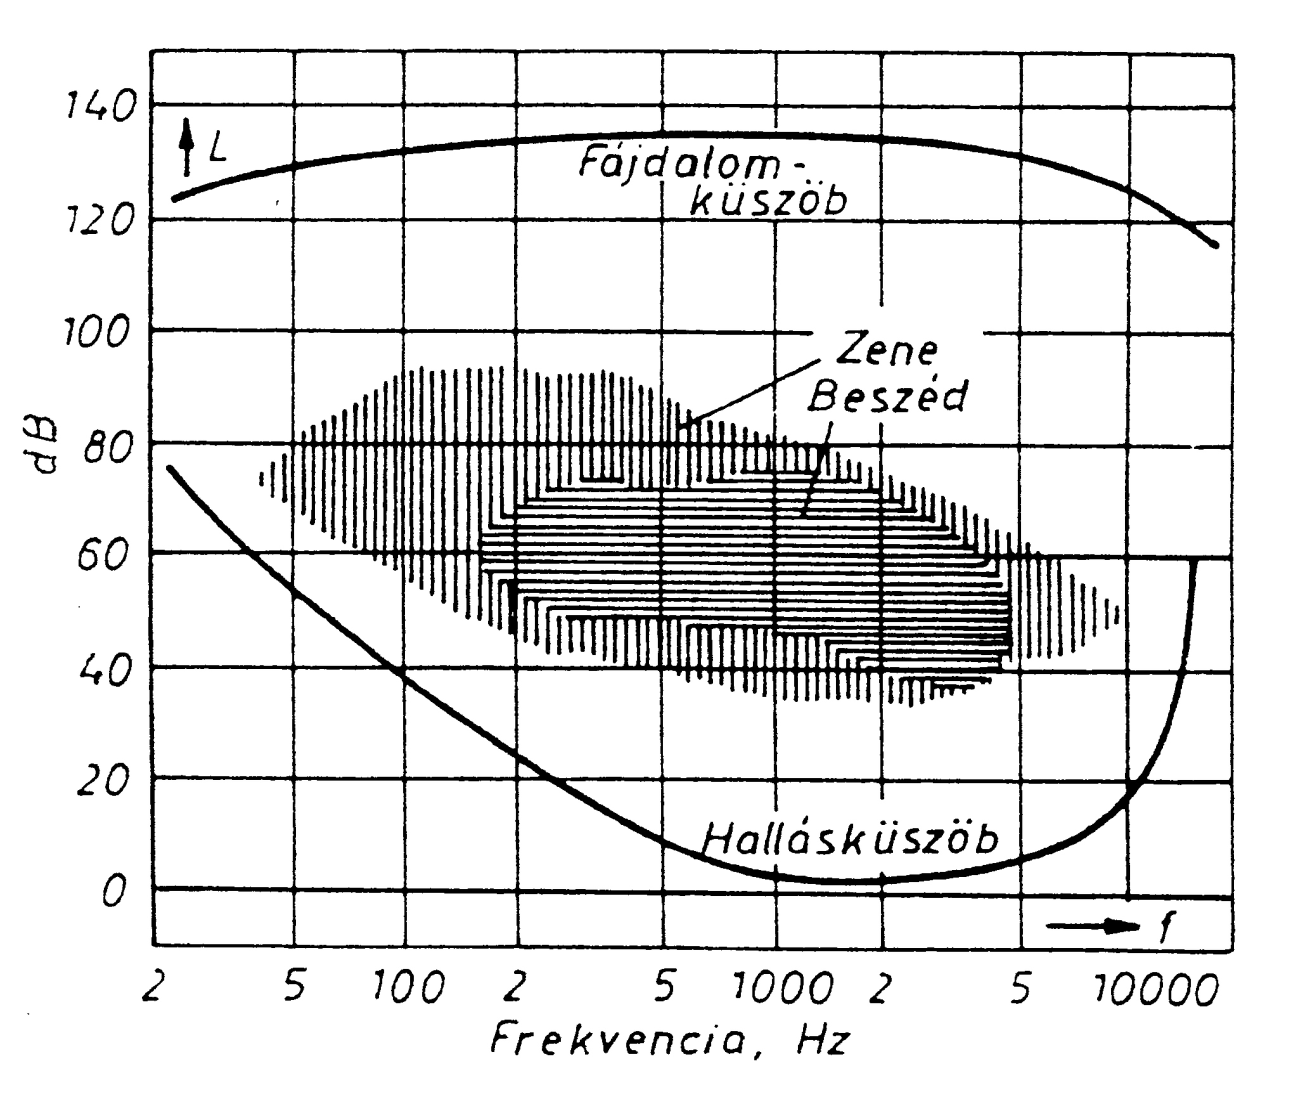 140
L
Fájdalom-
küszöb
120
100
Zene
Beszéd
dB
80
60
40
20
Hallásküszöb
0
f
2 5 100 2 5 1000 2 5 10000
Frekvencia, Hz